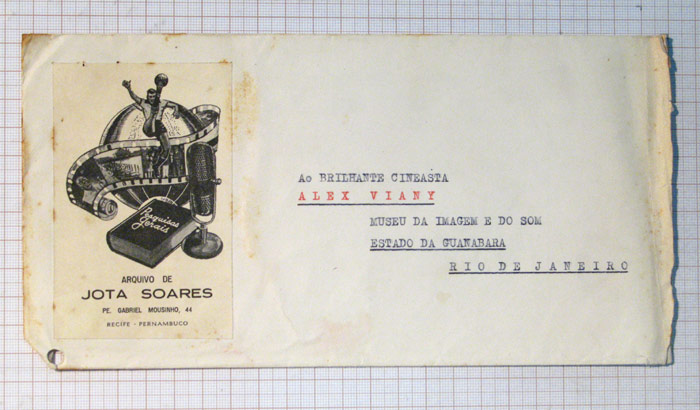 Pesquisas
Gerais
ARQUIVO DE
JOTA SOARES
PE. GABRIEL MOUSINHO, 44
RECIFE - PERNAMBUCO
Ao BRILHANTE CINEASTA
ALEX VIANY
MUSEU DA IMAGEM E DO SOM
ESTADO DA GUANABARA
RIO DE JANEIRO